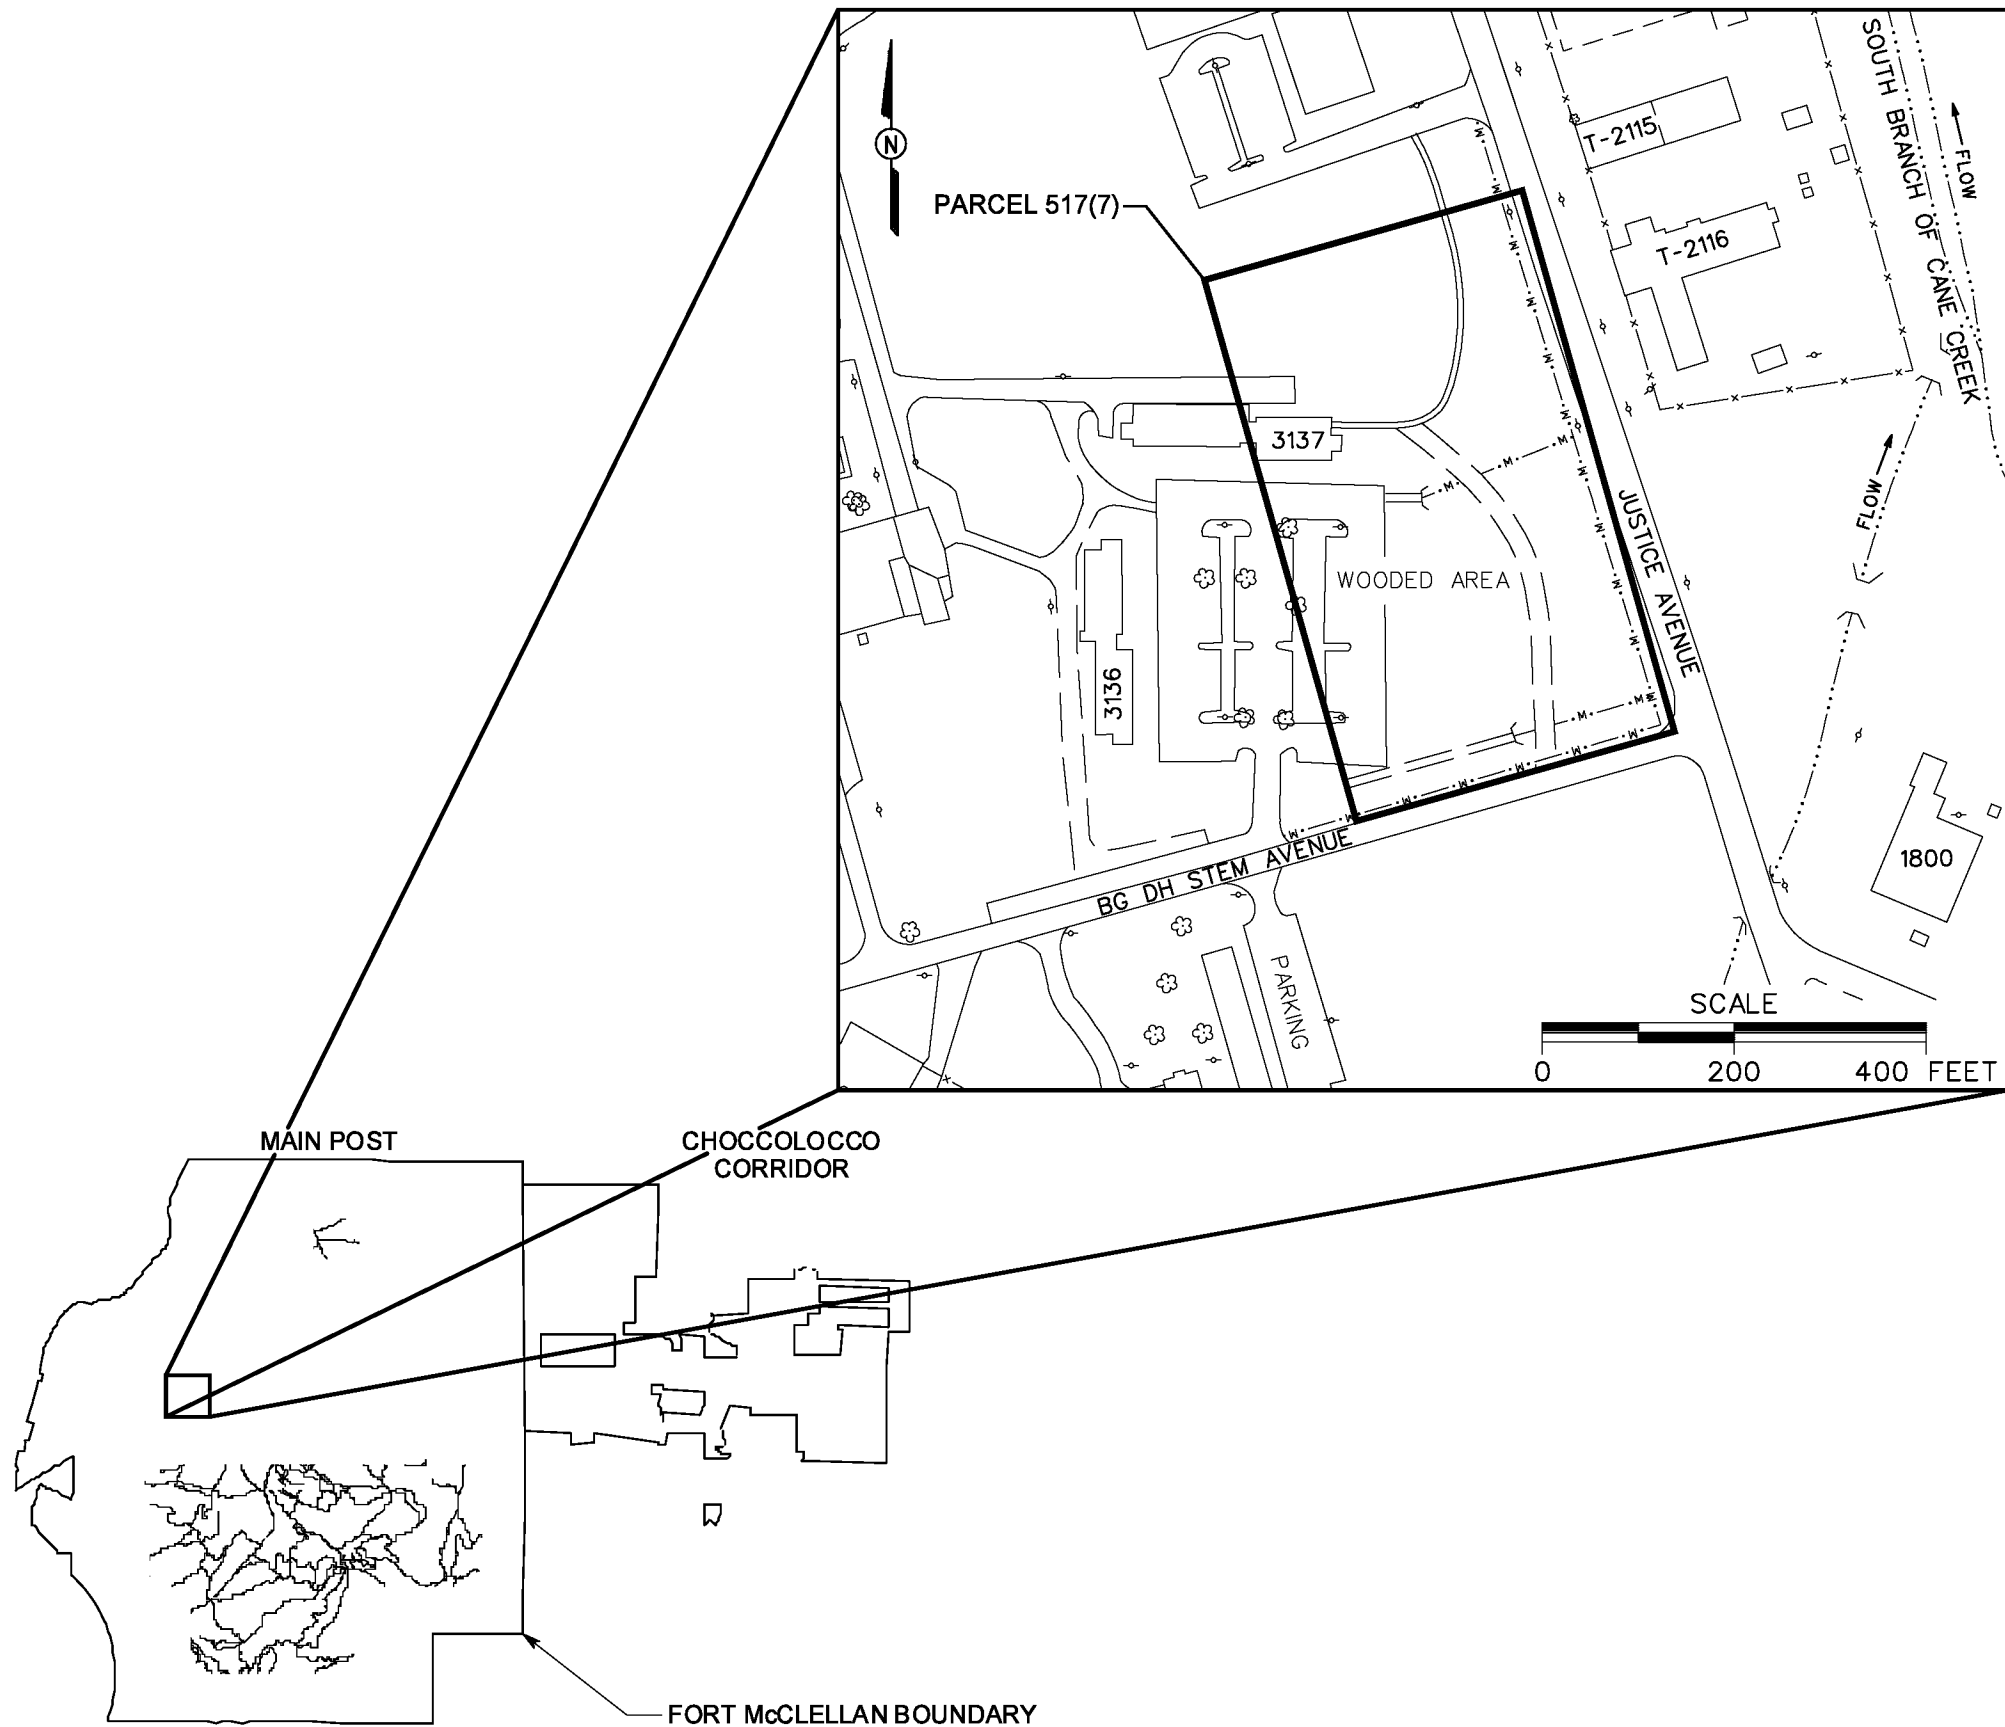 SOUTH BRANCH OF CANE CREEK
FLOW
N
T-2115
PARCEL 517(7)
T-2116
3137
FLOW
JUSTICE AVENUE
WOODED AREA
3136
1800
BG DH STEM AVENUE
PARKING
SCALE
0 200 400 FEET
MAIN POST
CHOCCOLOCCO
CORRIDOR
FORT McCLELLAN BOUNDARY